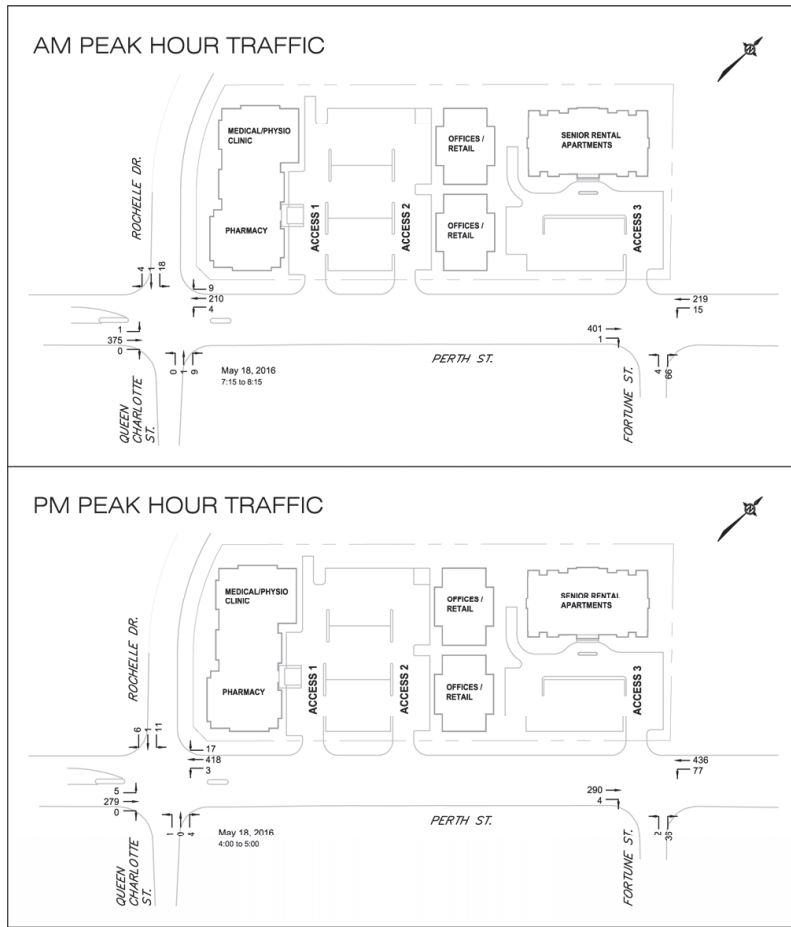 AM PEAK HOUR TRAFFIC
MEDICAL/PHYSIO
CLINIC
OFFICES /
RETAIL
SENIOR RENTAL
APARTMENTS
ROCHELLE DR.
PHARMACY
ACCESS 1
ACCESS 2
OFFICES /
RETAIL
ACCESS 3
4
1
18
9
210
4
1
375
0
0
1
9
401
1
219
15
4
66
PERTH ST.
May 18, 2016
7:15 to 8:15
QUEEN
CHARLOTTE
ST.
FORTUNE ST.
PM PEAK HOUR TRAFFIC
MEDICAL/PHYSIO
CLINIC
OFFICES /
RETAIL
SENIOR RENTAL
APARTMENTS
ROCHELLE DR.
PHARMACY
ACCESS 1
ACCESS 2
OFFICES /
RETAIL
ACCESS 3
6
1
11
17
418
3
5
279
0
1
0
4
290
4
436
77
2
36
PERTH ST.
May 18, 2016
4:00 to 5:00
QUEEN
CHARLOTTE
ST.
FORTUNE ST.